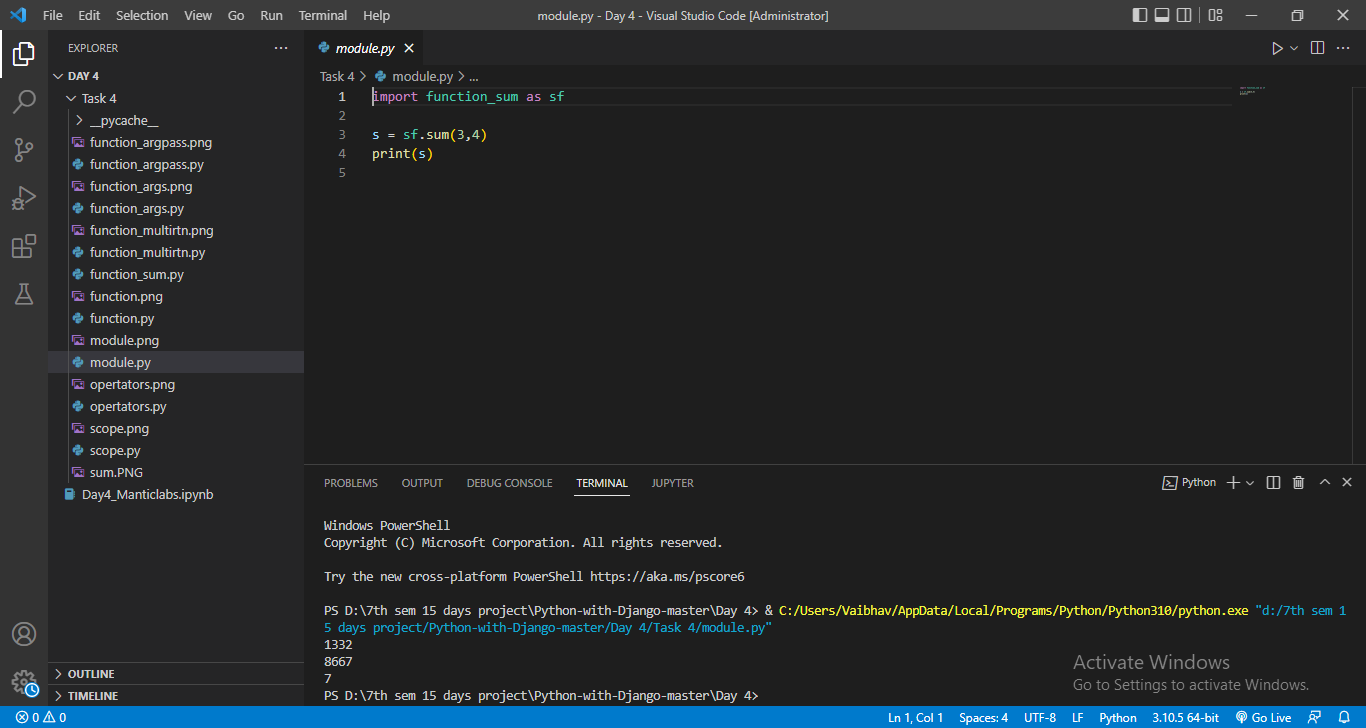 File Edit Selection View Go Run Terminal Help
module.py - Day 4 - Visual Studio Code [Administrator]
EXPLORER
DAY 4
Task 4
__pycache__
function_argpass.png
function_argpass.py
function_args.png
function_args.py
function_multirtn.png
function_multirtn.py
function_sum.py
function.png
function.py
module.png
module.py
opertators.png
opertators.py
scope.png
scope.py
sum.PNG
Day4_Manticlabs.ipynb
OUTLINE
TIMELINE
module.py
Task 4 > module.py > ...
1 import function_sum as sf
2
3 s = sf.sum(3,4)
4 print(s)
5
PROBLEMS OUTPUT DEBUG CONSOLE TERMINAL JUPYTER
Python
Windows PowerShell
Copyright (C) Microsoft Corporation. All rights reserved.
Try the new cross-platform PowerShell https://aka.ms/pscore6
PS D:\7th sem 15 days project\Python-with-Django-master\Day 4> & C:/Users/Vaibhav/AppData/Local/Programs/Python/Python310/python.exe "d:/7th sem 1
5 days project/Python-with-Django-master/Day 4/Task 4/module.py"
1332
8667
7
PS D:\7th sem 15 days project\Python-with-Django-master\Day 4>
Activate Windows
Go to Settings to activate Windows.
0 0
Ln 1, Col 1 Spaces: 4 UTF-8 LF Python 3.10.5 64-bit Go Live